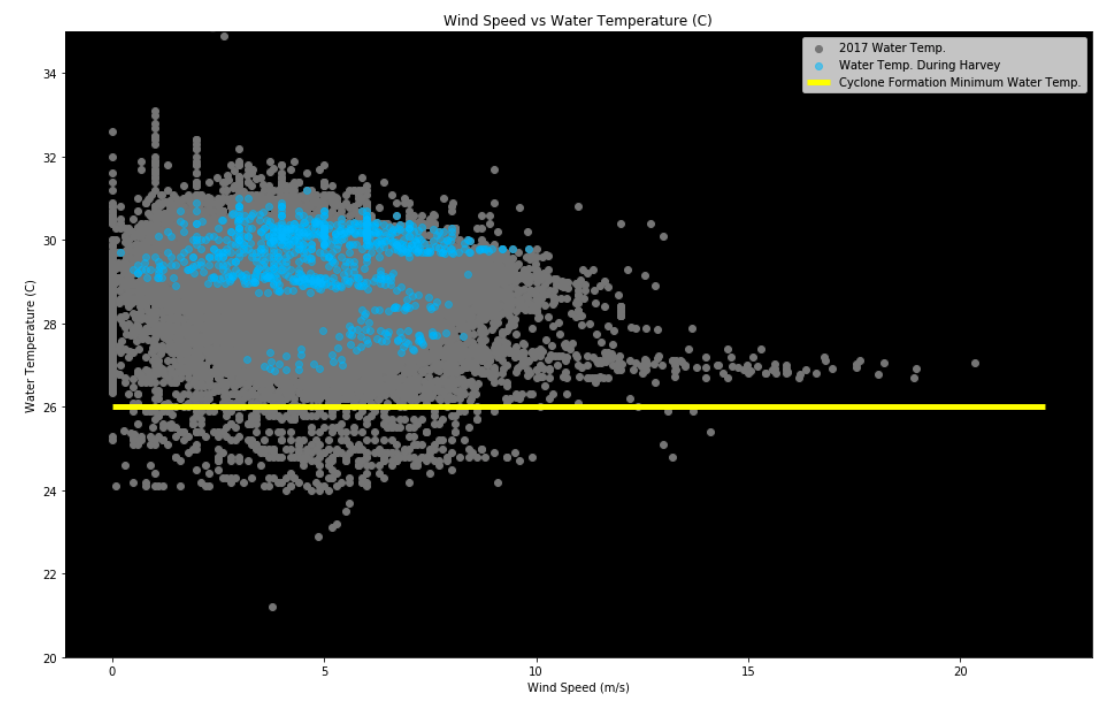 Wind Speed vs Water Temperature (C)
2017 Water Temp.
Water Temp. During Harvey
Cyclone Formation Minimum Water Temp.
34
32
30
28
26
24
22
20
Water Temperature (C)
0 5 10 15 20
Wind Speed (m/s)